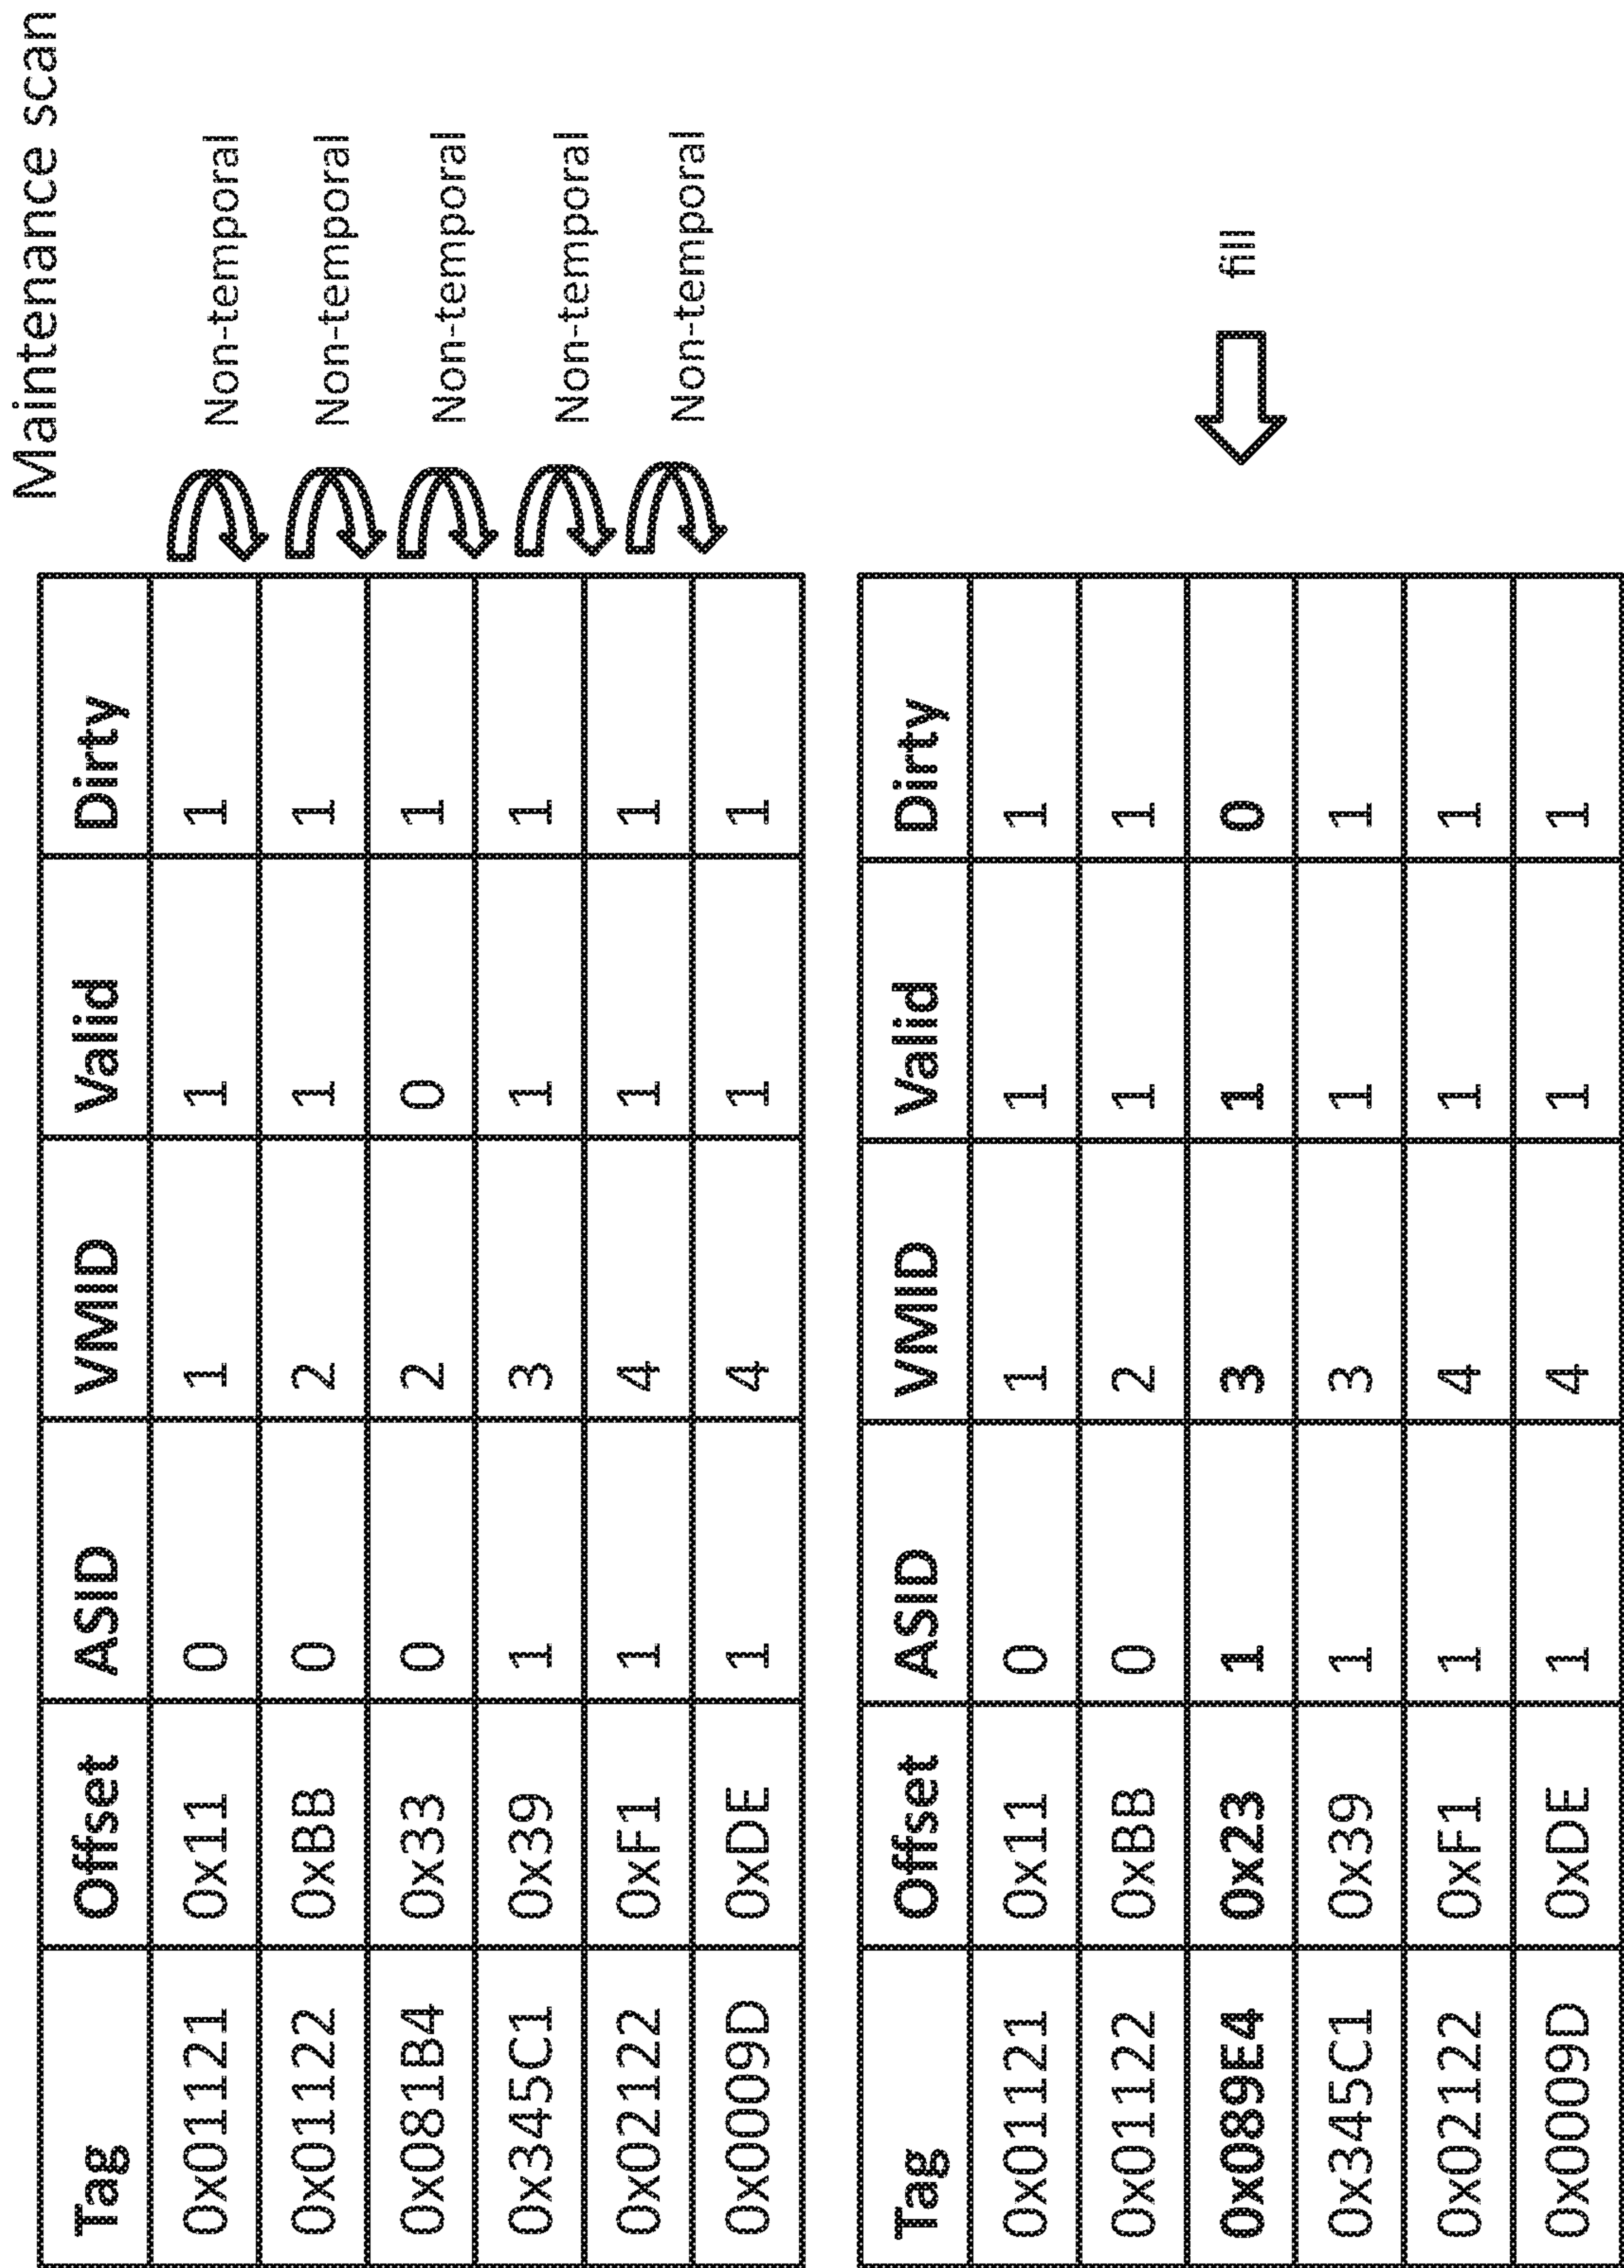 Maintenance scan
Tag Offset ASID VMID Valid Dirty
0x01121 0x11 0 1 1 1 Non-temporal
0x01122 0xBB 0 2 1 1 Non-temporal
0x081B4 0x33 0 2 0 1 Non-temporal
0x345C1 0x39 1 3 1 1 Non-temporal
0x02122 0xF1 1 4 1 1 Non-temporal
0x0009D 0xDE 1 4 1 1
Tag Offset ASID VMID Valid Dirty
0x01121 0x11 0 1 1 1
0x01122 0xBB 0 2 1 1
0x089E4 0x23 1 3 1 0 fill
0x345C1 0x39 1 3 1 1
0x02122 0xF1 1 4 1 1
0x0009D 0xDE 1 4 1 1